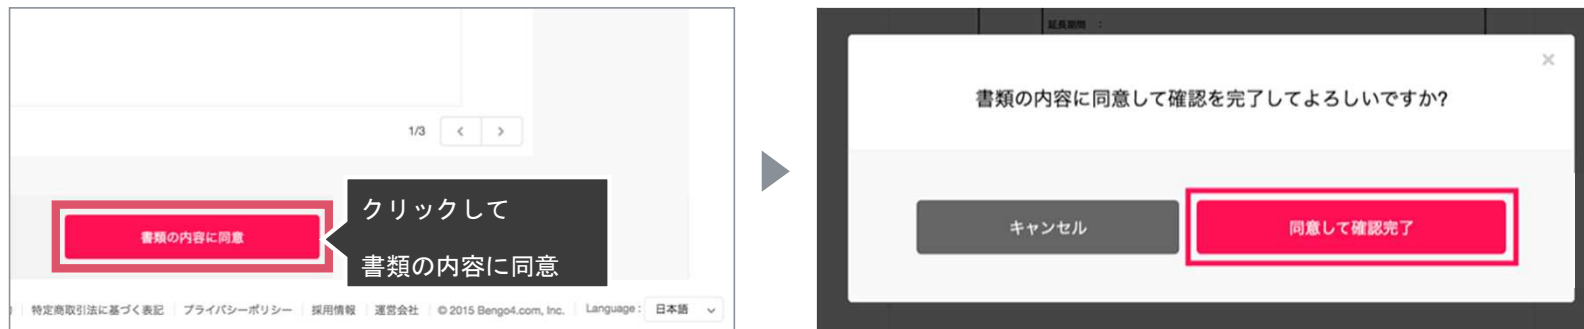 1/3
書類の内容に同意
クリックして
書類の内容に同意
特定商取引法に基づく表記 プライバシーポリシー 採用情報 運営会社 © 2015 Bengo4.com, Inc. Language : 日本語
延長期間 :
書類の内容に同意して確認を完了してよろしいですか?
キャンセル
同意して確認完了